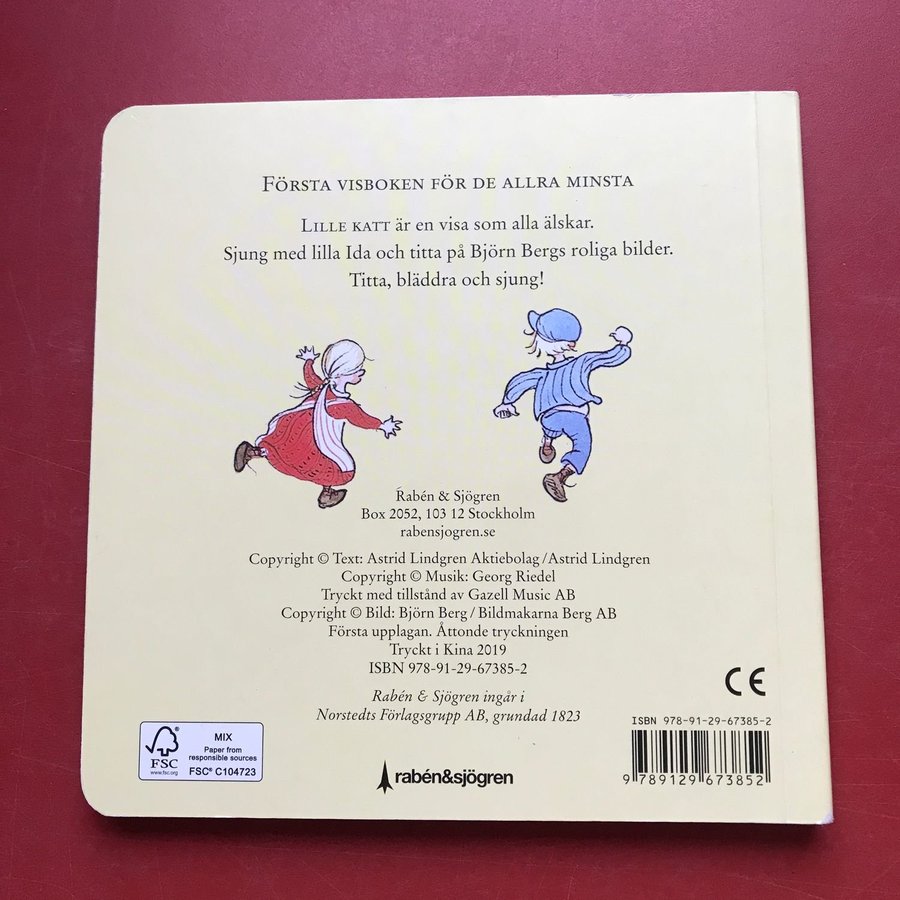 FÖRSTA VISBOKEN FÖR DE ALLRA MINSTA
LILLE KATT är en visa som alla älskar.
Sjung med lilla Ida och titta på Björn Bergs roliga bilder.
Titta, bläddra och sjung!
Rabén & Sjögren
Box 2052, 103 12 Stockholm
rabensjogren.se
Copyright © Text: Astrid Lindgren Aktiebolag/Astrid Lindgren
Copyright © Musik: Georg Riedel
Tryckt med tillstånd av Gazell Music AB
Copyright © Bild: Björn Berg/Bildmakarna Berg AB
Första upplagan. Åttonde tryckningen
Tryckt i Kina 2019
ISBN 978-91-29-67385-2
Rabén & Sjögren ingår i
Norstedts Förlagsgrupp AB, grundad 1823
CE
FSC
www.fsc.org
MIX
Paper from
responsible sources
FSC® C104723
rabén&sjögren
ISBN 978-91-29-67385-2
9 789129 673852